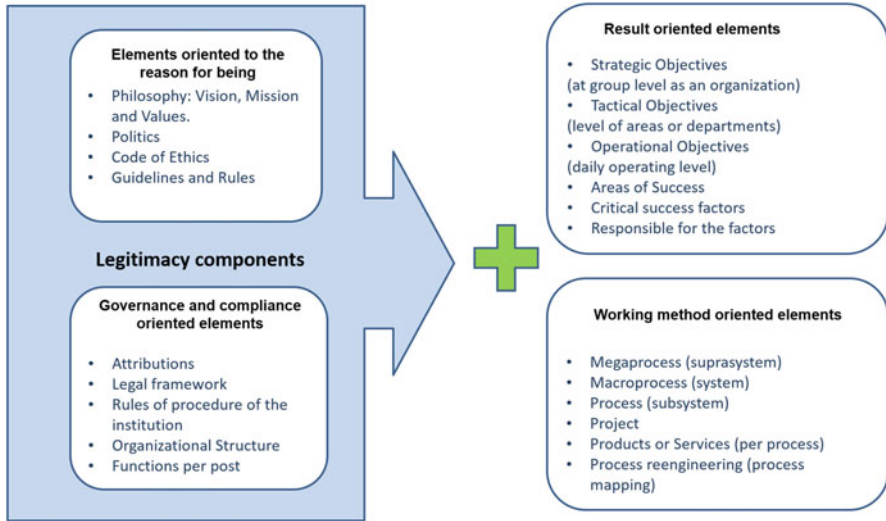 Elements oriented to the
reason for being
• Philosophy: Vision, Mission
and Values.
• Politics
• Code of Ethics
• Guidelines and Rules
Legitimacy components
Governance and compliance
oriented elements
• Attributions
• Legal framework
• Rules of procedure of the
institution
• Organizational Structure
• Functions per post
Result oriented elements
• Strategic Objectives
(at group level as an organization)
• Tactical Objectives
(level of areas or departments)
• Operational Objectives
(daily operating level)
• Areas of Success
• Critical success factors
• Responsible for the factors
Working method oriented elements
• Megaprocess (suprasystem)
• Macroprocess (system)
• Process (subsystem)
• Project
• Products or Services (per process)
• Process reengineering (process
mapping)